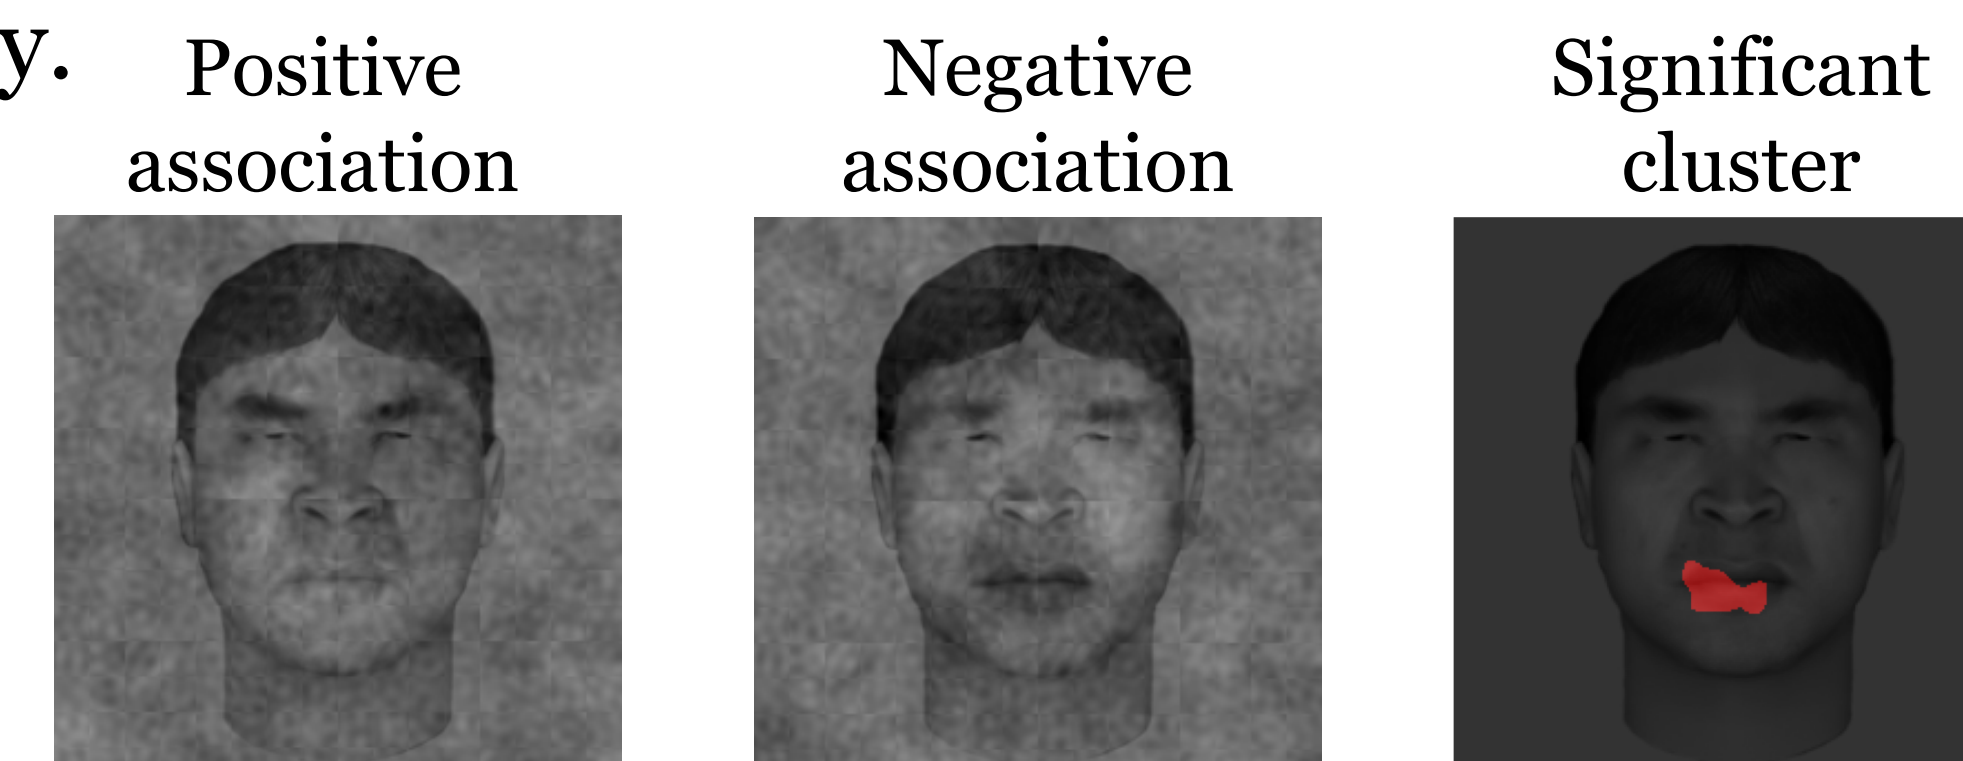 y.
Positive
association
Negative
association
Significant
cluster